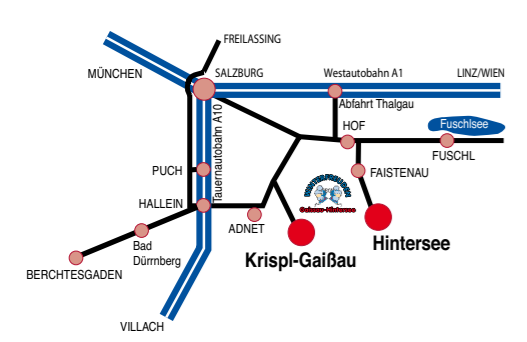 FREILASSING
MÜNCHEN
SALZBURG
Westautobahn A1
LINZ/WIEN
Abfahrt Thalgau
Tauernautobahn A10
HOF
Fuschlsee
FUSCHL
PUCH
FAISTENAU
HALLEIN
ADNET
Bad
Dürrnberg
Hintersee
Krispl-Gaißau
BERCHTESGADEN
VILLACH